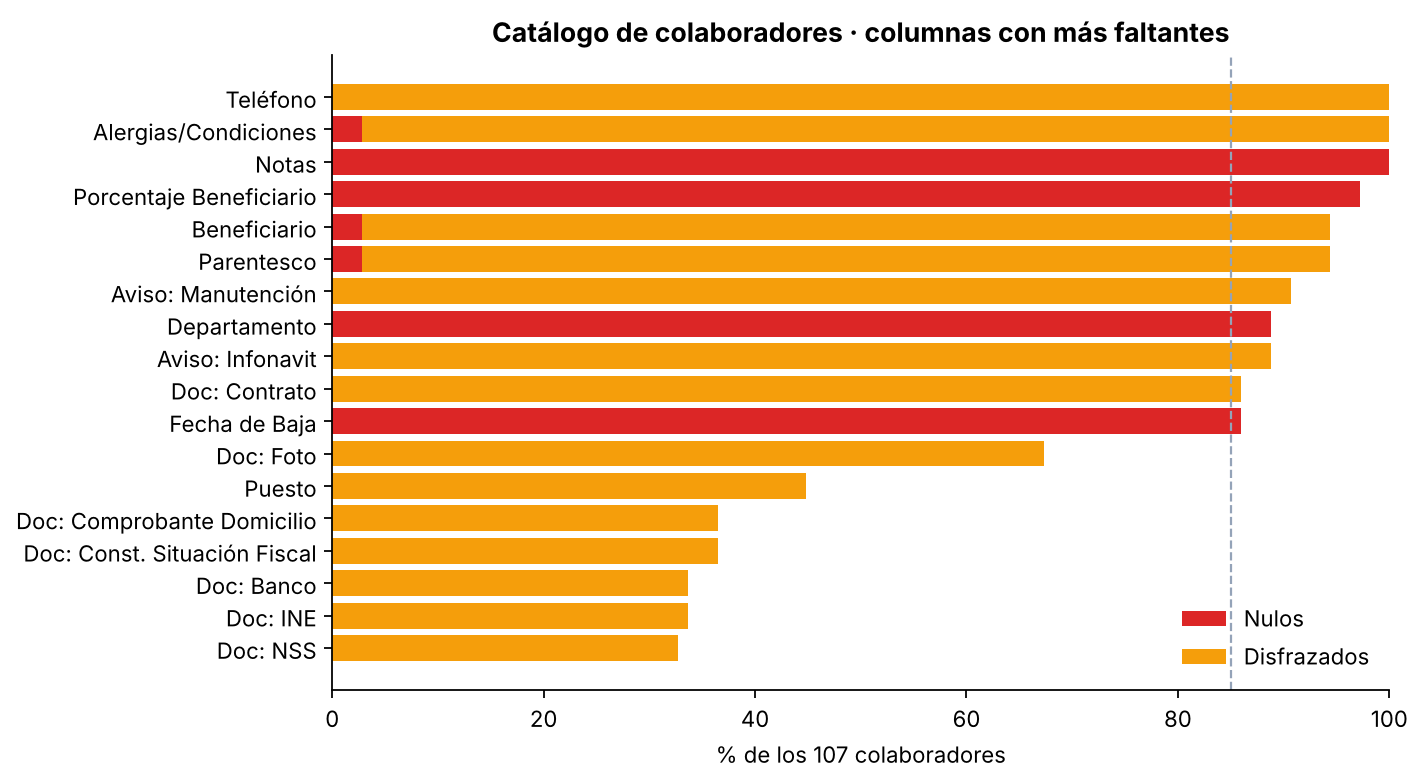 Catálogo de colaboradores · columnas con más faltantes
Teléfono
Alergias/Condiciones
Notas
Porcentaje Beneficiario
Beneficiario
Parentesco
Aviso: Manutención
Departamento
Aviso: Infonavit
Doc: Contrato
Fecha de Baja
Doc: Foto
Puesto
Doc: Comprobante Domicilio
Doc: Const. Situación Fiscal
Doc: Banco
Doc: INE
Doc: NSS
Nulos
Disfrazados
0 20 40 60 80 100
% de los 107 colaboradores